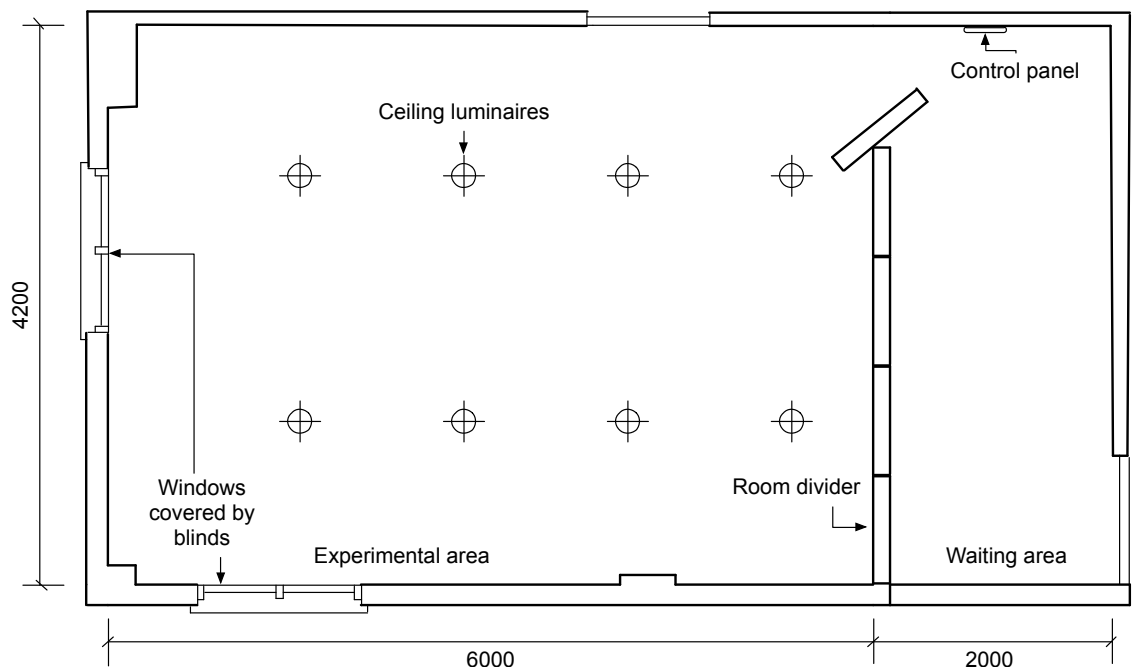 Control panel
Ceiling luminaires
4200
Windows
covered by
blinds
Room divider
Experimental area
Waiting area
6000
2000